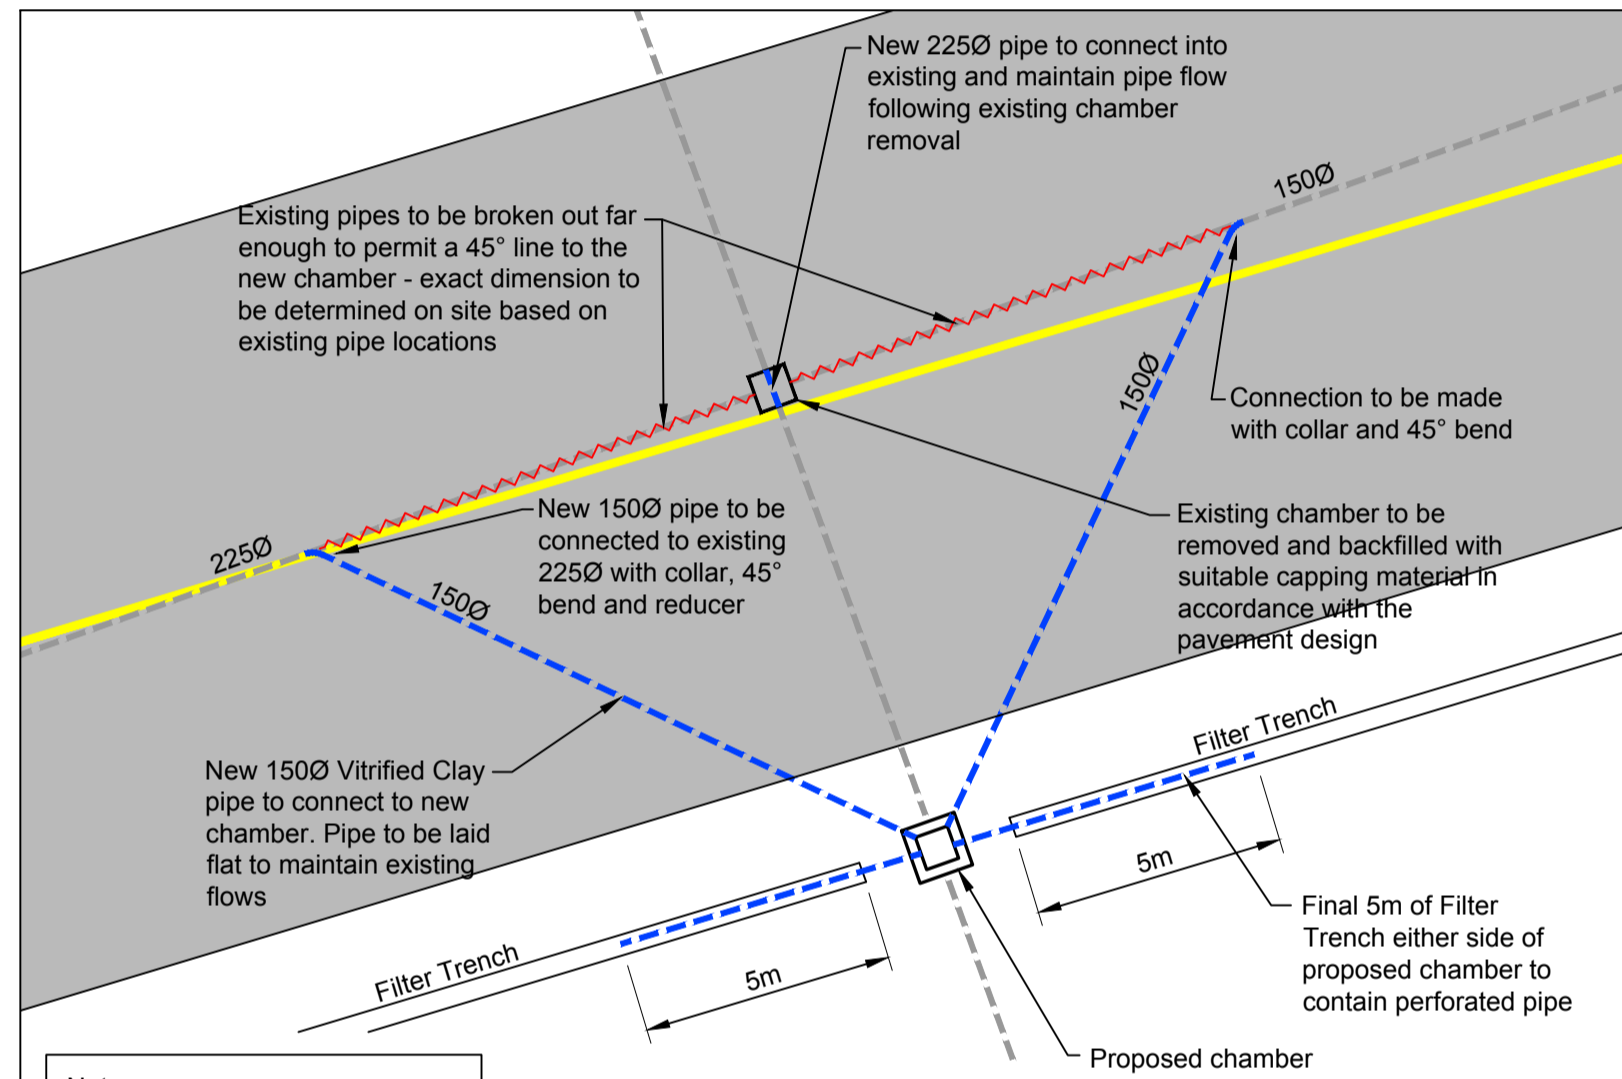 New 225Ø pipe to connect into
existing and maintain pipe flow
following existing chamber
removal
150Ø
Existing pipes to be broken out far
enough to permit a 45° line to the
new chamber - exact dimension to
be determined on site based on
existing pipe locations
150Ø
Connection to be made
with collar and 45° bend
New 150Ø pipe to be
connected to existing
225Ø with collar, 45°
bend and reducer
225Ø
150Ø
Existing chamber to be
removed and backfilled with
suitable capping material in
accordance with the
pavement design
New 150Ø Vitrified Clay
pipe to connect to new
chamber. Pipe to be laid
flat to maintain existing
flows
Filter Trench
5m
Final 5m of Filter
Trench either side of
proposed chamber to
contain perforated pipe
Filter Trench
5m
Proposed chamber